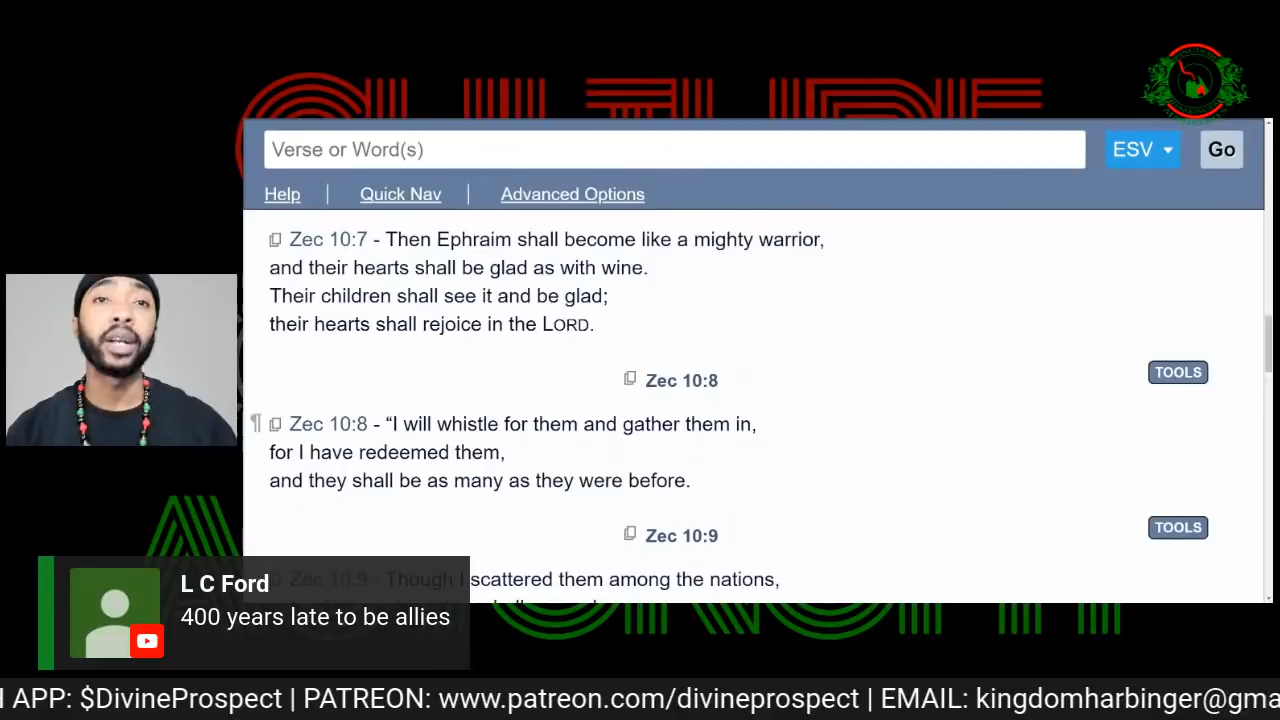 CULTURE
Verse or Word(s)
ESV
Go
Help | Quick Nav | Advanced Options
Zec 10:7 - Then Ephraim shall become like a mighty warrior,
and their hearts shall be glad as with wine.
Their children shall see it and be glad;
their hearts shall rejoice in the LORD.
Zec 10:8
TOOLS
¶ Zec 10:8 - “I will whistle for them and gather them in,
for I have redeemed them,
and they shall be as many as they were before.
Zec 10:9
TOOLS
Zec 10:9 - Though I scattered them among the nations,
L C Ford
400 years late to be allies
H APP: $DivineProspect | PATREON: www.patreon.com/divineprospect | EMAIL: kingdomharbinger@gma